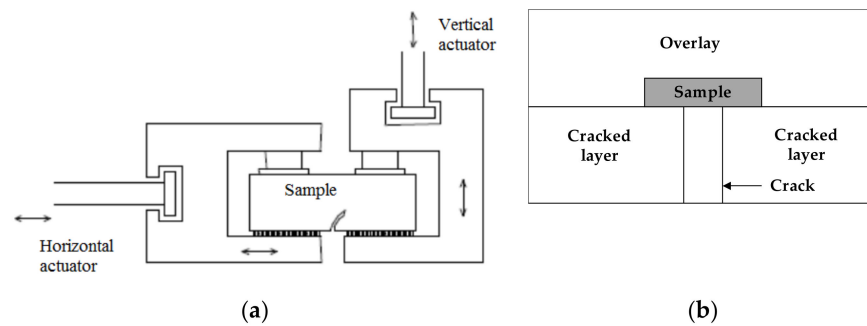 Vertical
actuator
Sample
Horizontal
actuator
(a)
Overlay
Sample
Cracked
layer
Cracked
layer
Crack
(b)